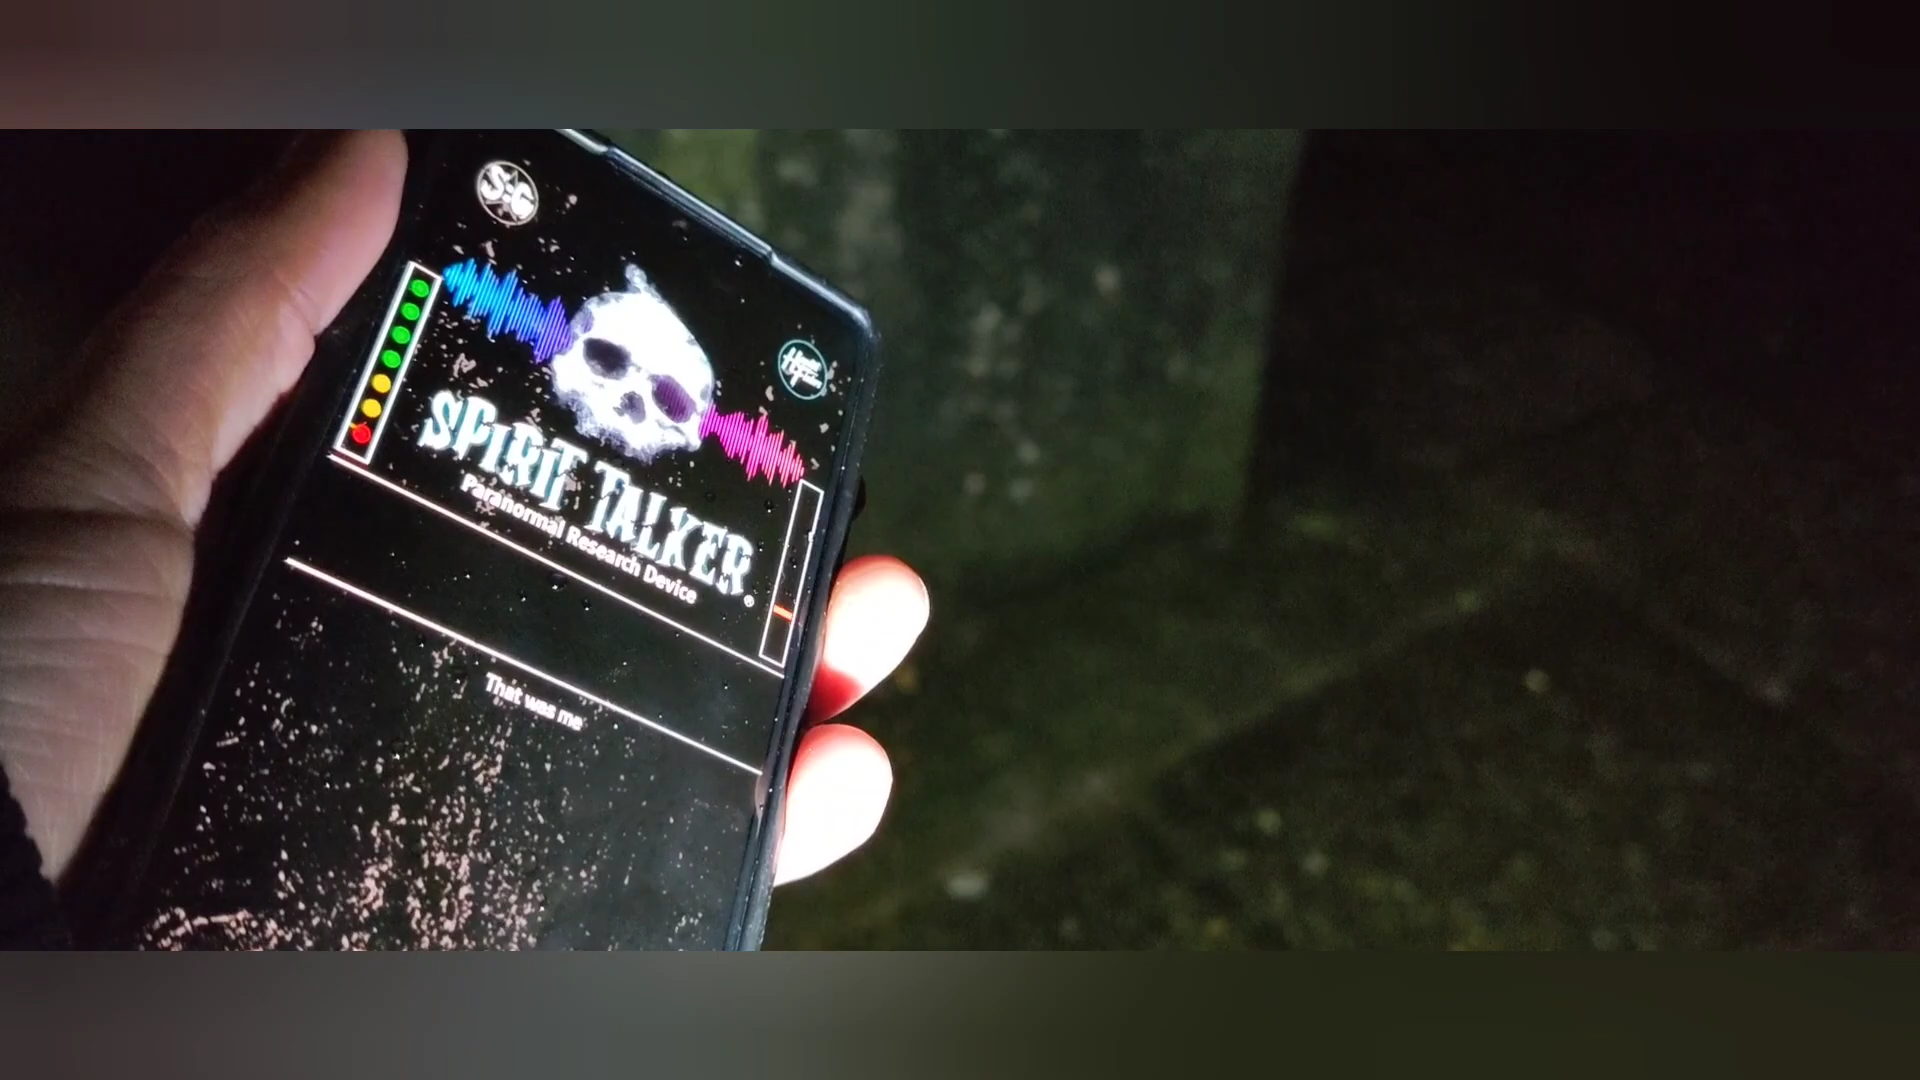 S:G
SPIRIT TALKER®
Paranormal Research Device
That was me